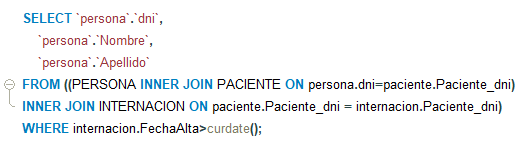 SELECT `persona`.`dni`,
`persona`.`Nombre`,
`persona`.`Apellido`
FROM ((PERSONA INNER JOIN PACIENTE ON persona.dni=paciente.Paciente_dni)
INNER JOIN INTERNACION ON paciente.Paciente_dni = internacion.Paciente_dni)
WHERE internacion.FechaAlta>curdate();